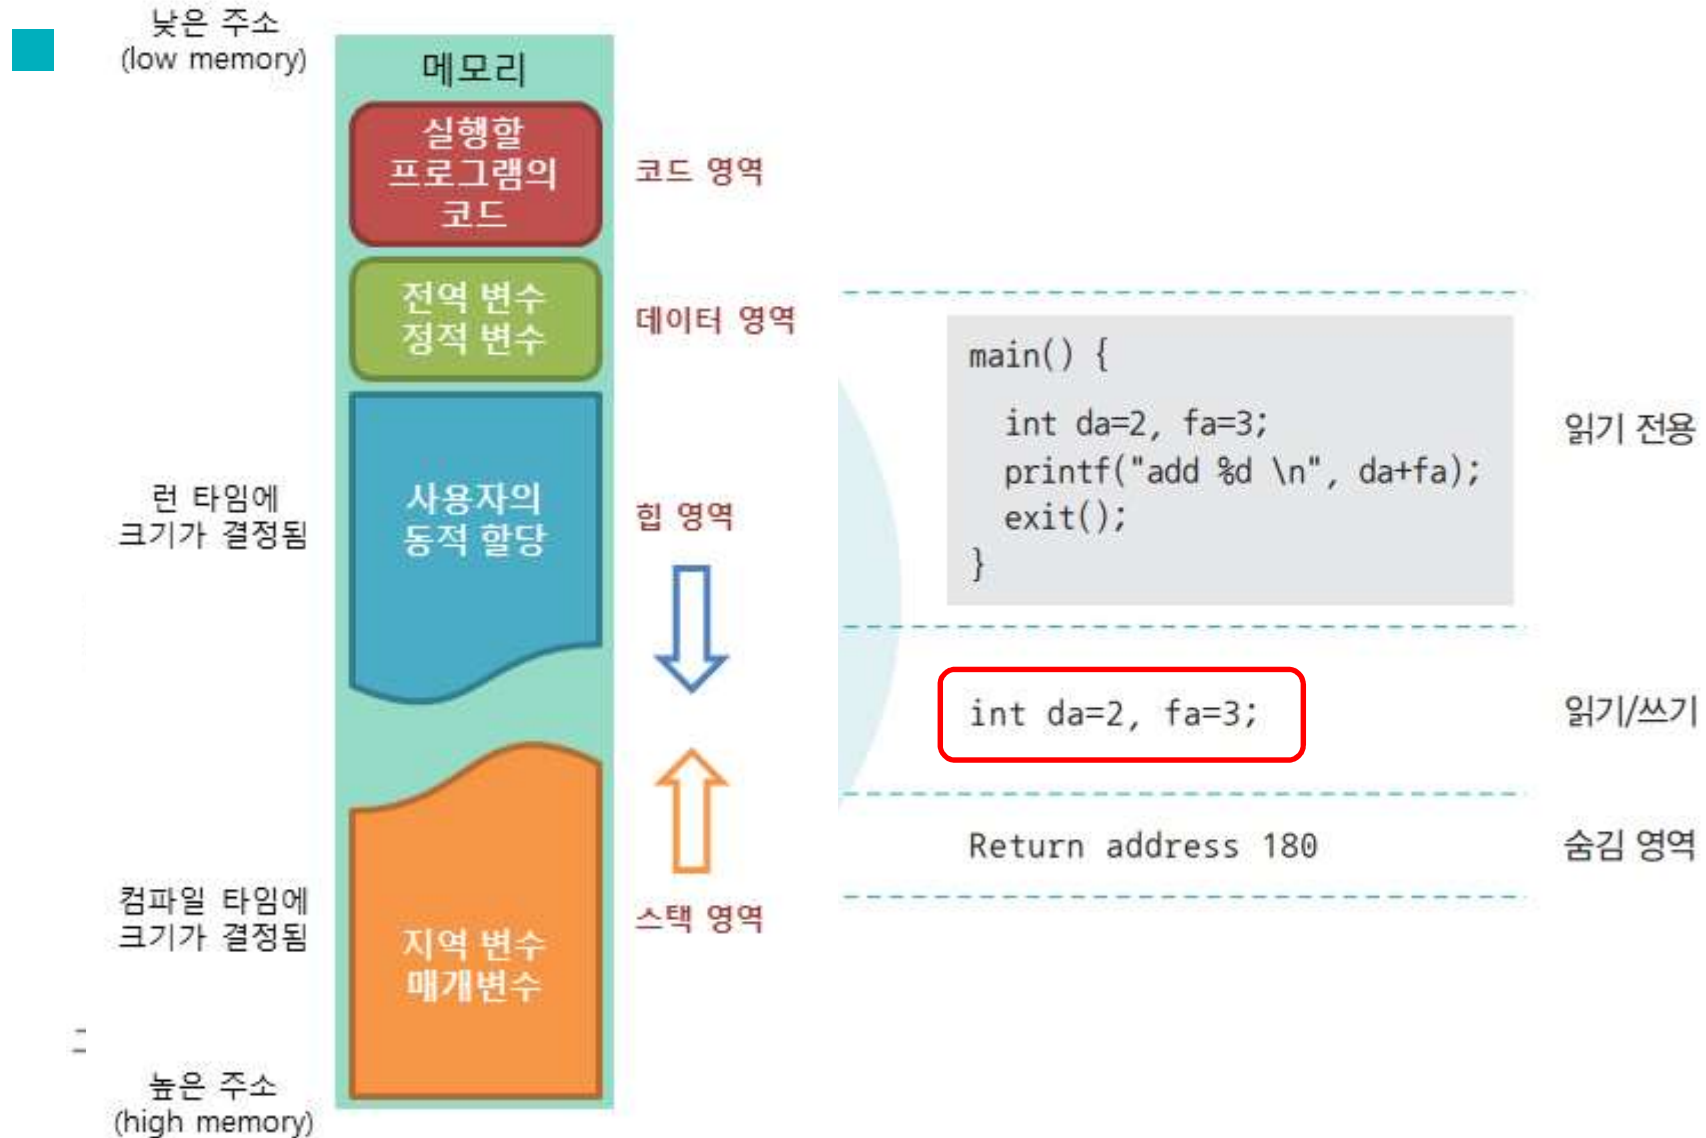 낮은 주소
(low memory)
메모리
실행할
프로그램의
코드
코드 영역
전역 변수
정적 변수
데이터 영역
런 타임에
크기가 결정됨
사용자의
동적 할당
힙 영역
컴파일 타임에
크기가 결정됨
지역 변수
매개변수
스택 영역
높은 주소
(high memory)
main() {
int da=2, fa=3;
printf("add %d \n", da+fa);
exit();
}
읽기 전용
int da=2, fa=3;
읽기/쓰기
Return address 180
숨김 영역